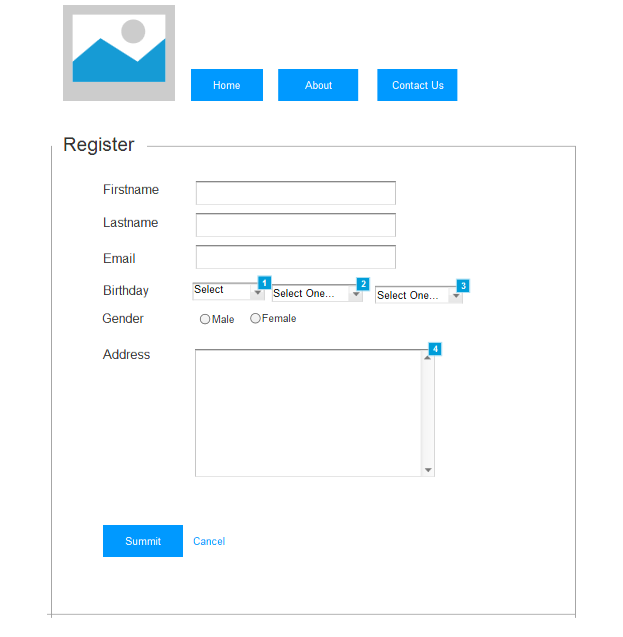 Home About Contact Us
Register
Firstname
Lastname
Email
Birthday Select 1 Select One... 2 Select One... 3
Gender Male Female
Address 4
Summit Cancel